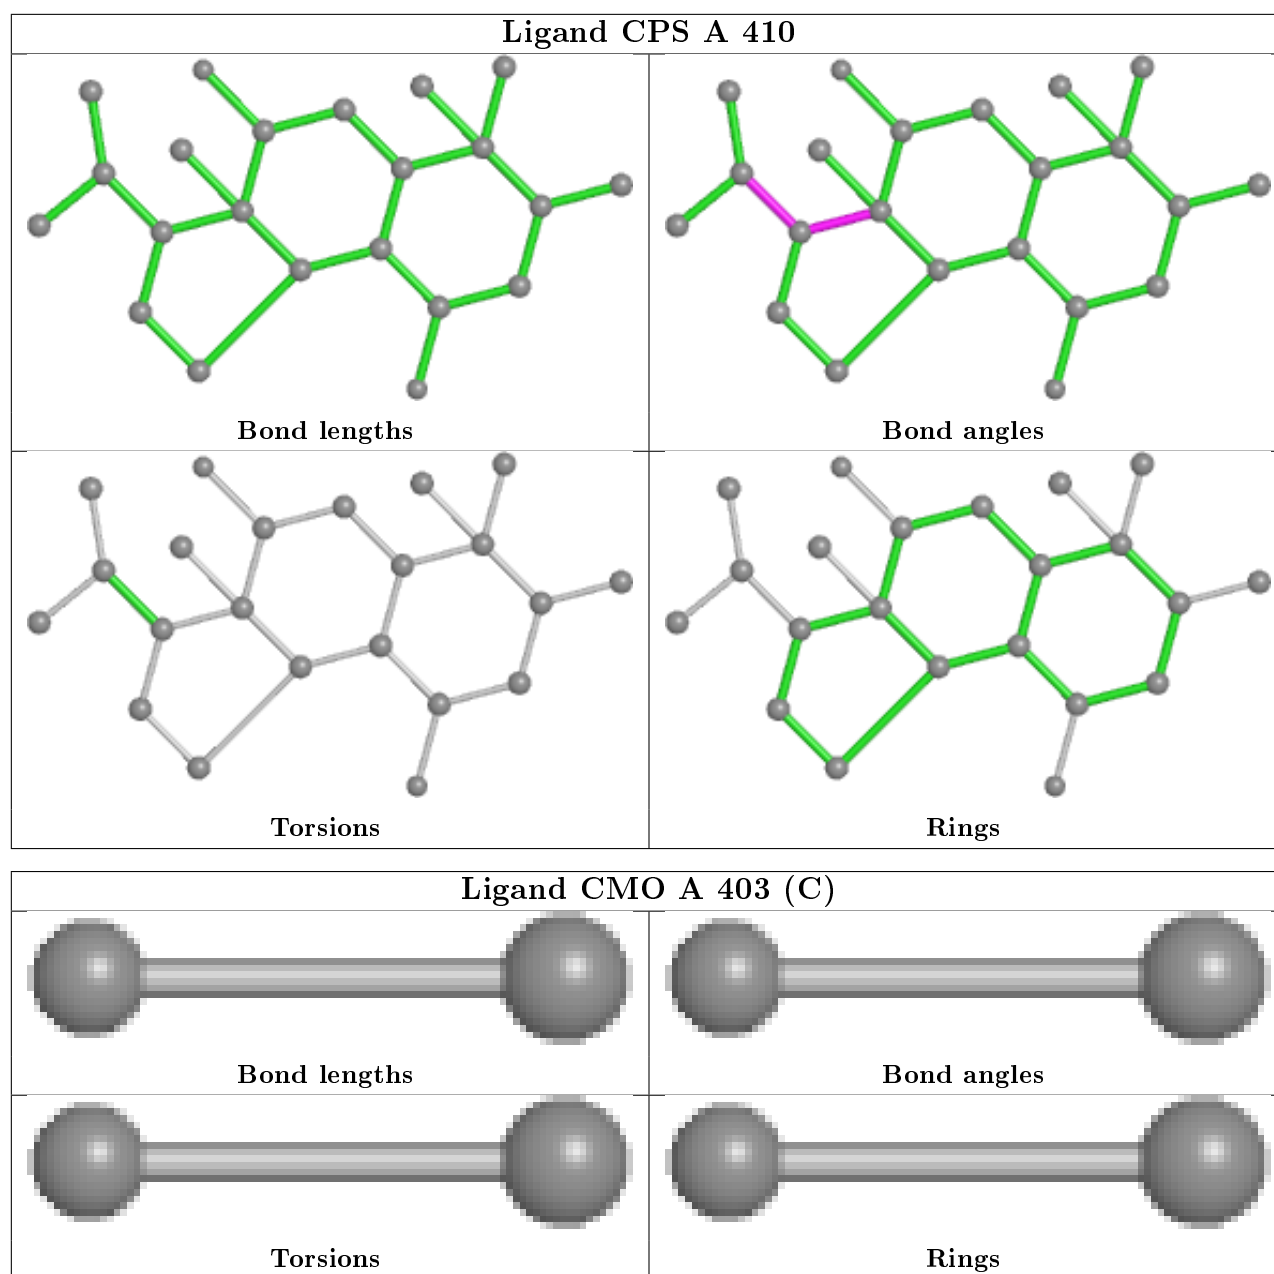 Ligand CPS A 410
Bond lengths
Bond angles
Torsions
Rings
Ligand CMO A 403 (C)
Bond lengths
Bond angles
Torsions
Rings